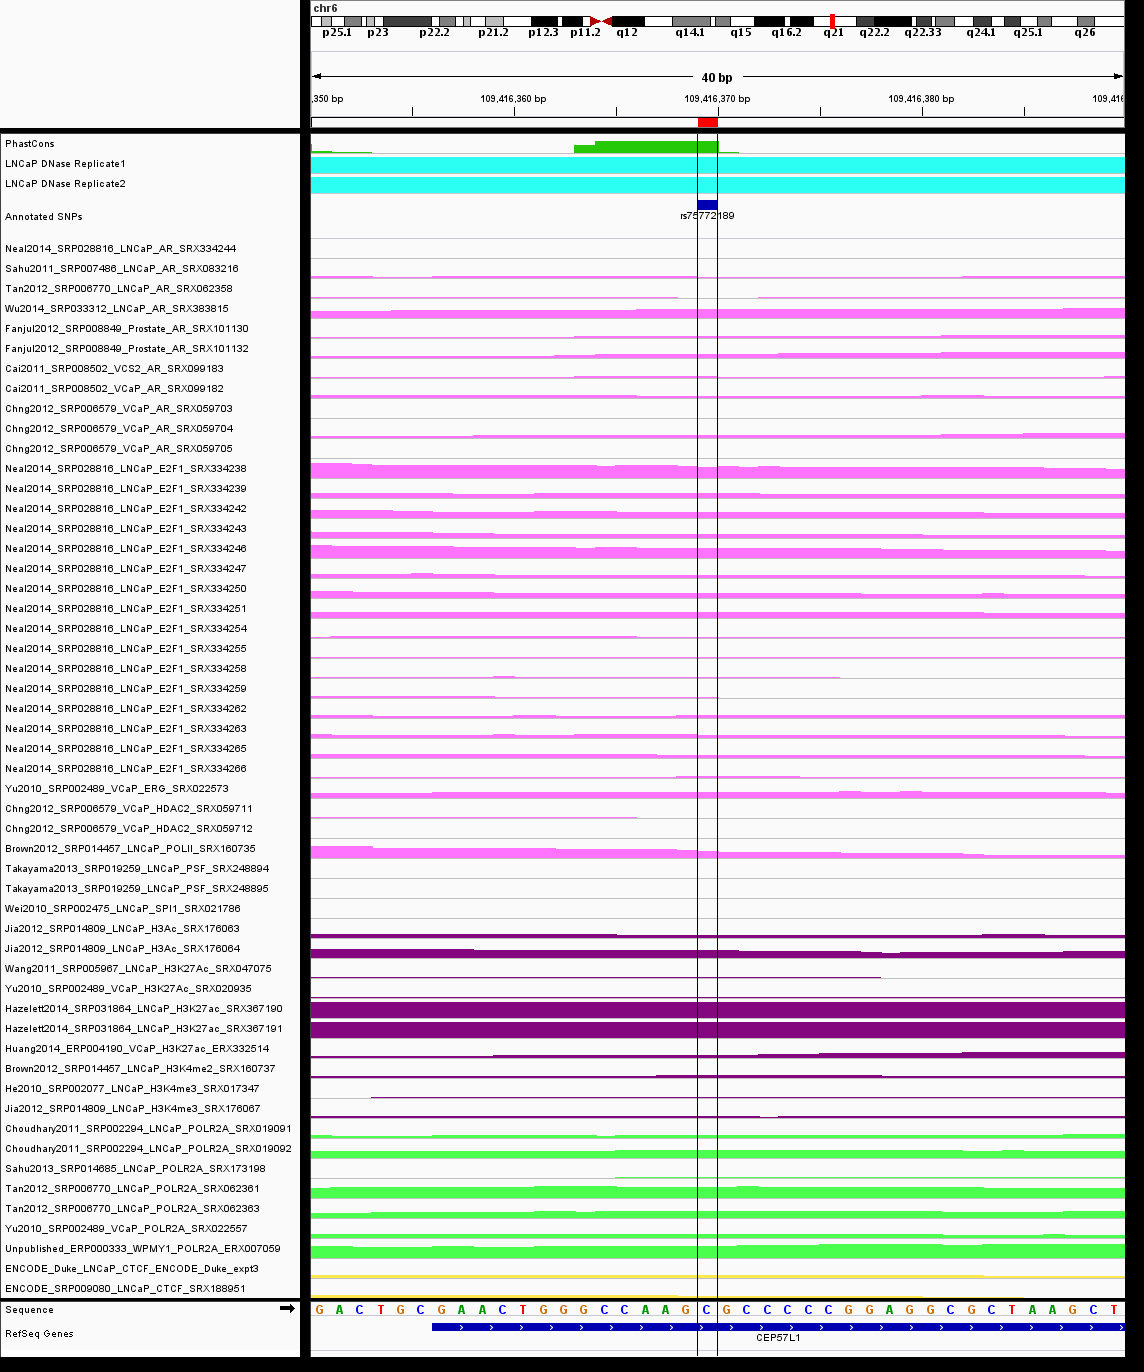 chr6
p25.1 p23 p22.2 p21.2 p12.3 p11.2 q12 q14.1 q15 q16.2 q21 q22.2 q22.33 q24.1 q25.1 q26
40 bp
,350 bp 109,416,360 bp 109,416,370 bp 109,416,380 bp 109,416
PhastCons
LNCaP DNase Replicate1
LNCaP DNase Replicate2
Annotated SNPs rs75772189
Neal2014_SRP028816_LNCaP_AR_SRX334244
Sahu2011_SRP007486_LNCaP_AR_SRX083216
Tan2012_SRP006770_LNCaP_AR_SRX062358
Wu2014_SRP033312_LNCaP_AR_SRX383815
Fanjul2012_SRP008849_Prostate_AR_SRX101130
Fanjul2012_SRP008849_Prostate_AR_SRX101132
Cai2011_SRP008502_VCS2_AR_SRX099183
Cai2011_SRP008502_VCaP_AR_SRX099182
Chng2012_SRP006579_VCaP_AR_SRX059703
Chng2012_SRP006579_VCaP_AR_SRX059704
Chng2012_SRP006579_VCaP_AR_SRX059705
Neal2014_SRP028816_LNCaP_E2F1_SRX334238
Neal2014_SRP028816_LNCaP_E2F1_SRX334239
Neal2014_SRP028816_LNCaP_E2F1_SRX334242
Neal2014_SRP028816_LNCaP_E2F1_SRX334243
Neal2014_SRP028816_LNCaP_E2F1_SRX334246
Neal2014_SRP028816_LNCaP_E2F1_SRX334247
Neal2014_SRP028816_LNCaP_E2F1_SRX334250
Neal2014_SRP028816_LNCaP_E2F1_SRX334251
Neal2014_SRP028816_LNCaP_E2F1_SRX334254
Neal2014_SRP028816_LNCaP_E2F1_SRX334255
Neal2014_SRP028816_LNCaP_E2F1_SRX334258
Neal2014_SRP028816_LNCaP_E2F1_SRX334259
Neal2014_SRP028816_LNCaP_E2F1_SRX334262
Neal2014_SRP028816_LNCaP_E2F1_SRX334263
Neal2014_SRP028816_LNCaP_E2F1_SRX334265
Neal2014_SRP028816_LNCaP_E2F1_SRX334266
Yu2010_SRP002489_VCaP_ERG_SRX022573
Chng2012_SRP006579_VCaP_HDAC2_SRX059711
Chng2012_SRP006579_VCaP_HDAC2_SRX059712
Brown2012_SRP014457_LNCaP_POLII_SRX160735
Takayama2013_SRP019259_LNCaP_PSF_SRX248894
Takayama2013_SRP019259_LNCaP_PSF_SRX248895
Wei2010_SRP002475_LNCaP_SPI1_SRX021786
Jia2012_SRP014809_LNCaP_H3Ac_SRX176063
Jia2012_SRP014809_LNCaP_H3Ac_SRX176064
Wang2011_SRP005967_LNCaP_H3K27Ac_SRX047075
Yu2010_SRP002489_VCaP_H3K27Ac_SRX020935
Hazelett2014_SRP031864_LNCaP_H3K27ac_SRX367190
Hazelett2014_SRP031864_LNCaP_H3K27ac_SRX367191
Huang2014_ERP004190_VCaP_H3K27ac_ERX332514
Brown2012_SRP014457_LNCaP_H3K4me2_SRX160737
He2010_SRP002077_LNCaP_H3K4me3_SRX017347
Jia2012_SRP014809_LNCaP_H3K4me3_SRX176067
Choudhary2011_SRP002294_LNCaP_POLR2A_SRX019091
Choudhary2011_SRP002294_LNCaP_POLR2A_SRX019092
Sahu2013_SRP014685_LNCaP_POLR2A_SRX173198
Tan2012_SRP006770_LNCaP_POLR2A_SRX062361
Tan2012_SRP006770_LNCaP_POLR2A_SRX062363
Yu2010_SRP002489_VCaP_POLR2A_SRX022557
Unpublished_ERP000333_WPMY1_POLR2A_ERX007059
ENCODE_Duke_LNCaP_CTCF_ENCODE_Duke_expt3
ENCODE_SRP009080_LNCaP_CTCF_SRX188951
Sequence G A C T G C G A A C T G G G C C A A G C G C C C C C G G A G G C G C T A A G C T
RefSeq Genes CEP57L1